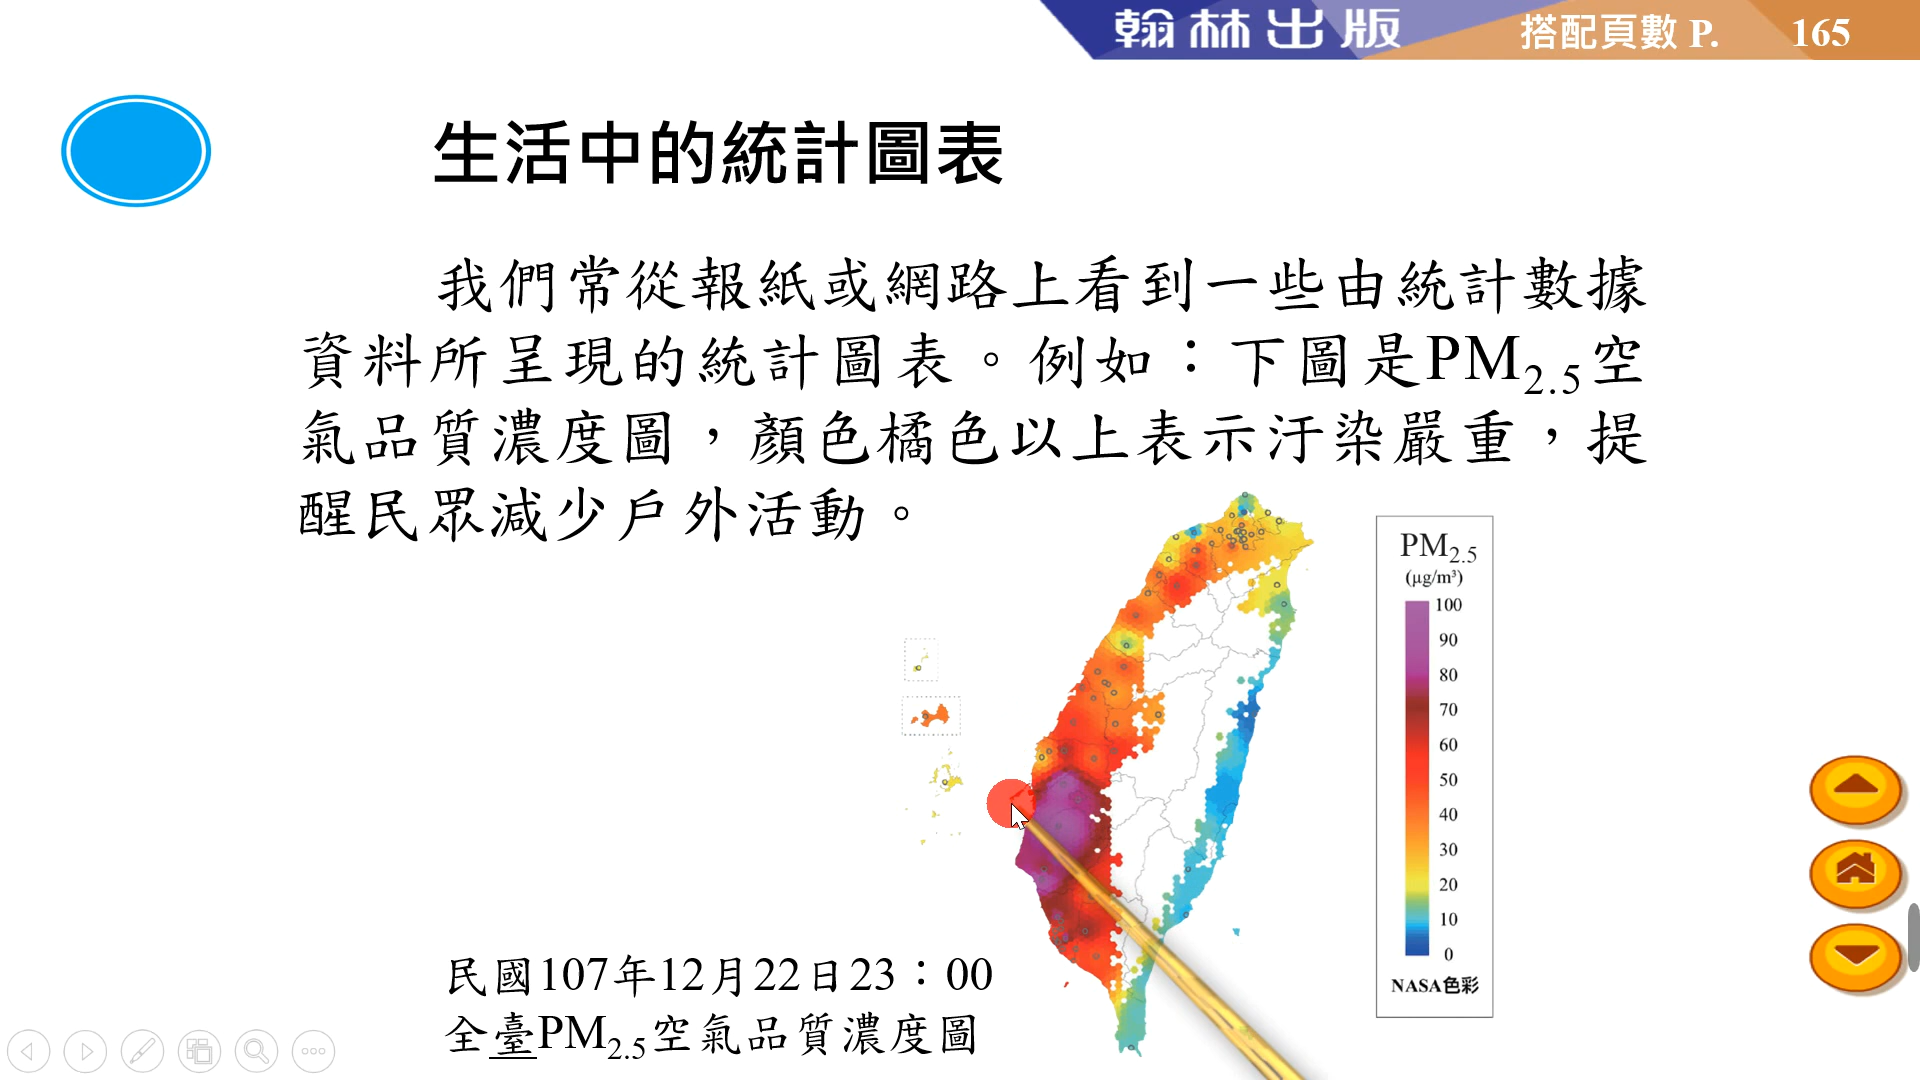 翰林出版
搭配頁數 P. 165
生活中的統計圖表
我們常從報紙或網路上看到一些由統計數據
資料所呈現的統計圖表。例如：下圖是PM2.5空
氣品質濃度圖，顏色橘色以上表示汙染嚴重，提
醒民眾減少戶外活動。
PM2.5
(μg/m³)
100
90
80
70
60
50
40
30
20
10
0
NASA色彩
民國107年12月22日23：00
全臺PM2.5空氣品質濃度圖